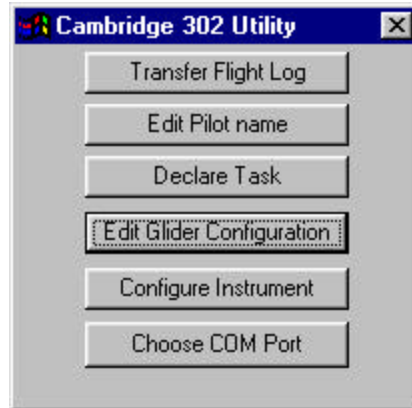 Cambridge 302 Utility
Transfer Flight Log
Edit Pilot name
Declare Task
Edit Glider Configuration
Configure Instrument
Choose COM Port